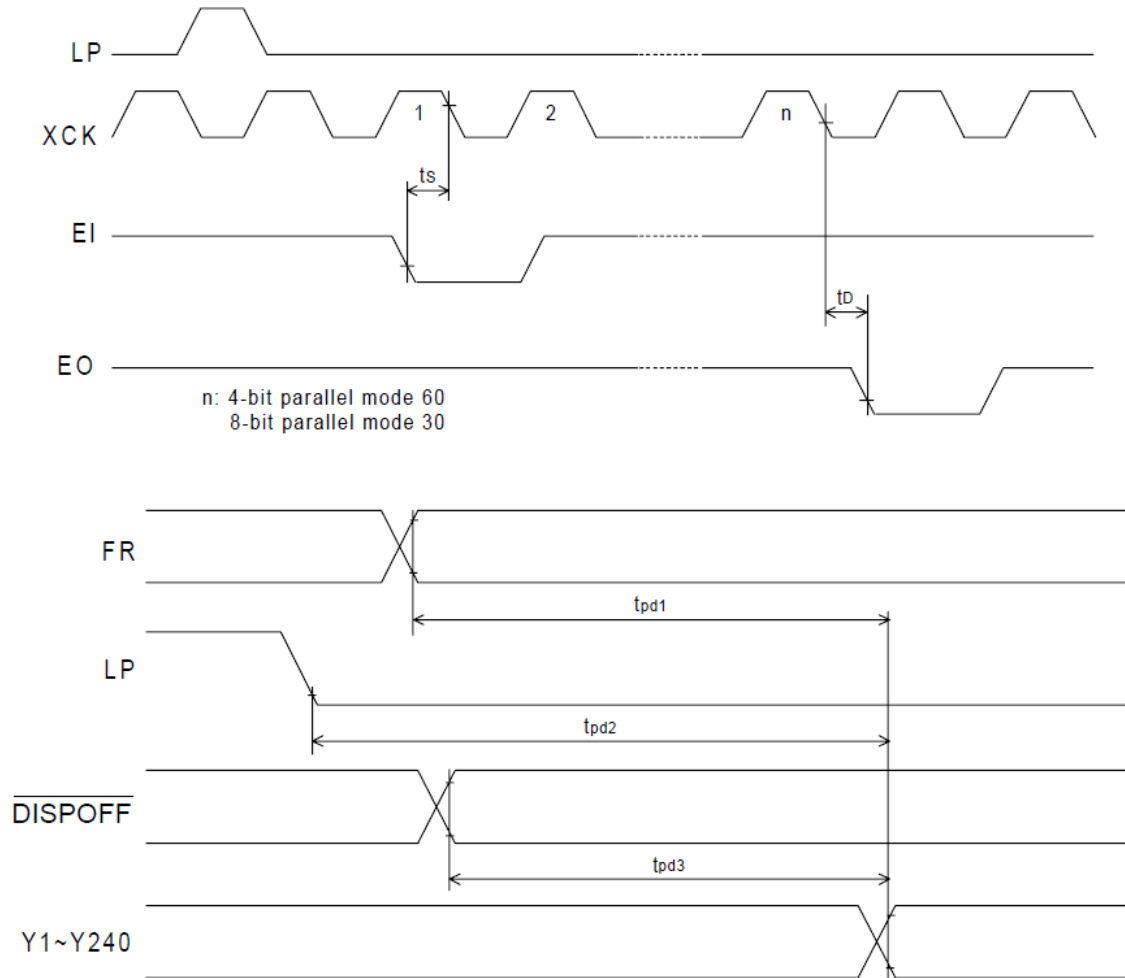 LP
XCK
1
2
n
ts
EI
tD
EO
n: 4-bit parallel mode 60
8-bit parallel mode 30
FR
tpd1
LP
tpd2
DISPOFF
tpd3
Y1~Y240